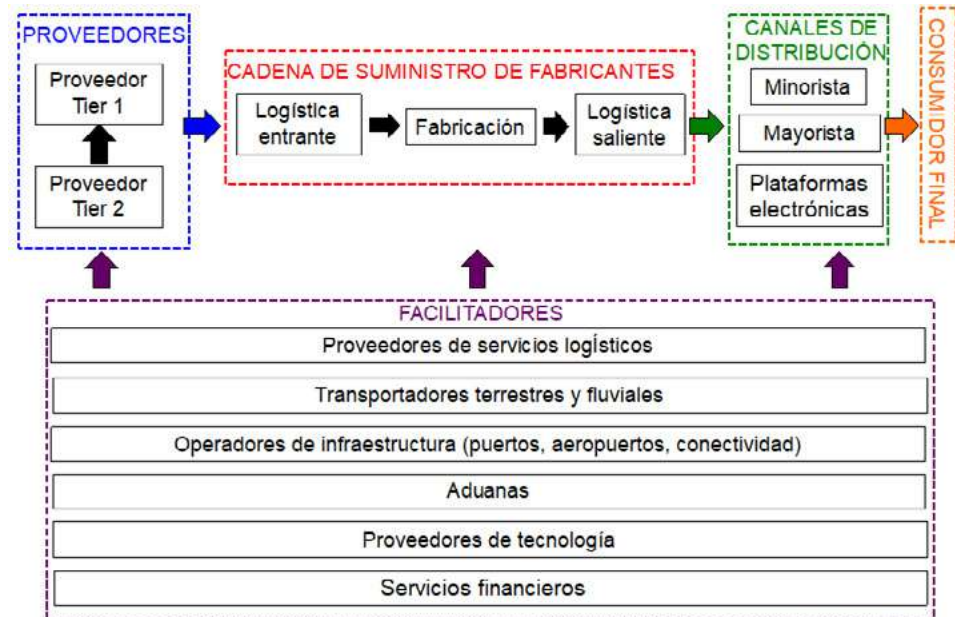 PROVEEDORES
Proveedor
Tier 1
Proveedor
Tier 2
CADENA DE SUMINISTRO DE FABRICANTES
Logística
entrante
Fabricación
Logística
saliente
CANALES DE
DISTRIBUCIÓN
Minorista
Mayorista
Plataformas
electrónicas
CONSUMIDOR FINAL
FACILITADORES
Proveedores de servicios logísticos
Transportadores terrestres y fluviales
Operadores de infraestructura (puertos, aeropuertos, conectividad)
Aduanas
Proveedores de tecnología
Servicios financieros